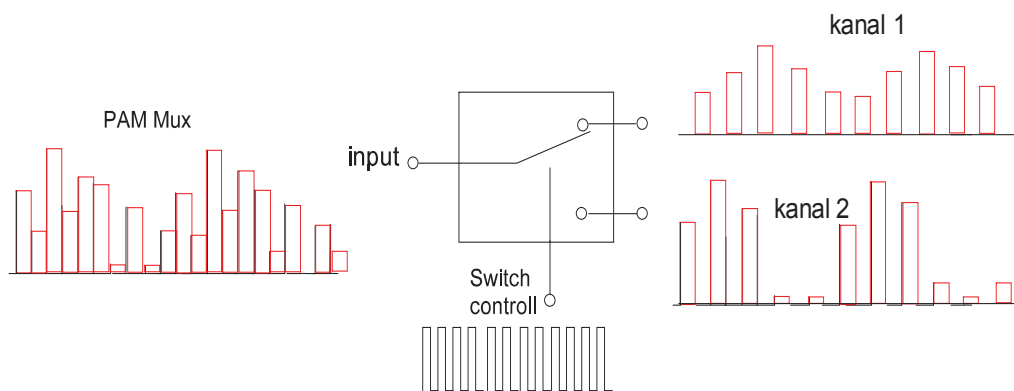 PAM Mux
input
Switch
controll
kanal 1
kanal 2